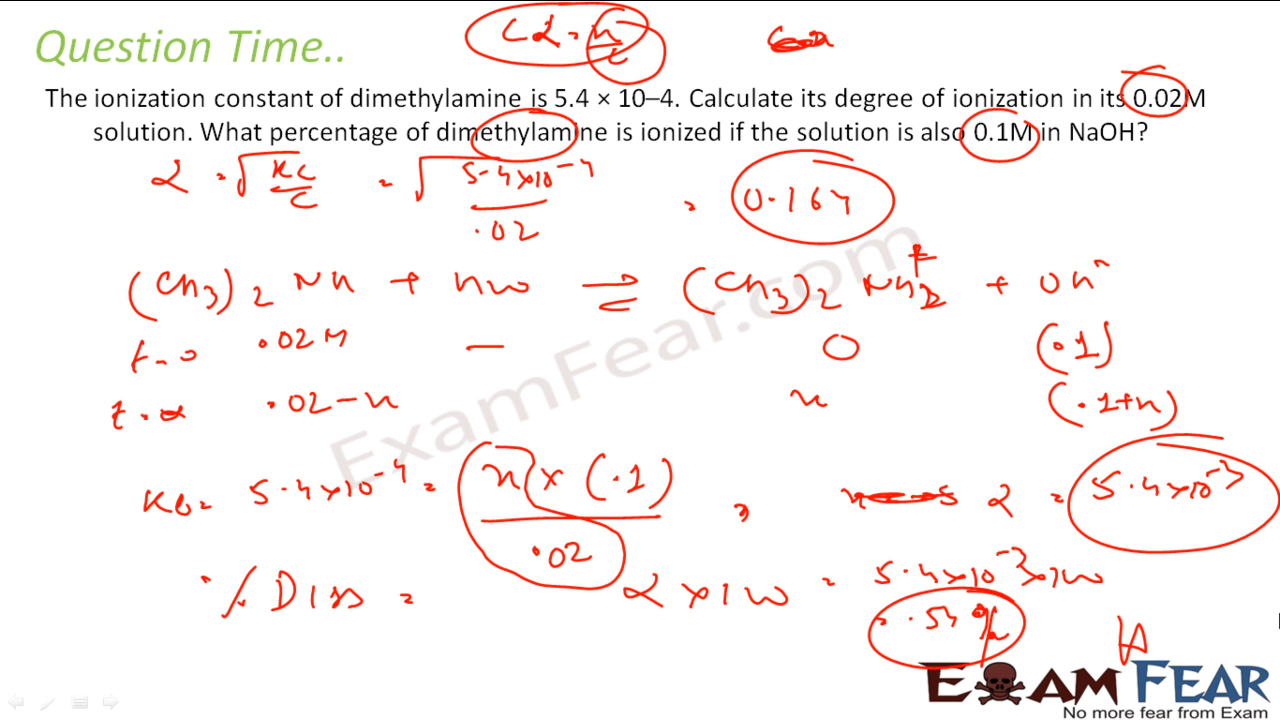 Question Time..
Cα = x/C
The ionization constant of dimethylamine is 5.4 × 10–4. Calculate its degree of ionization in its 0.02M
solution. What percentage of dimethylamine is ionized if the solution is also 0.1M in NaOH?
α = √KC/C = √5.4×10⁻⁴/.02 = 0.164
(CH3)2 NH + H2O ⇌ (CH3)2 NH2+ + OH-
t=0 .02M — 0 (.1)
.02-x x (.1+x)
Kb= 5.4×10⁻⁴ = x × (.1)/.02 , α = 5.4×10⁻³
% Diss = α × 100 = 5.4×10⁻³×100
= .54%
ExamFear.com
EXAM FEAR
No more fear from Exam